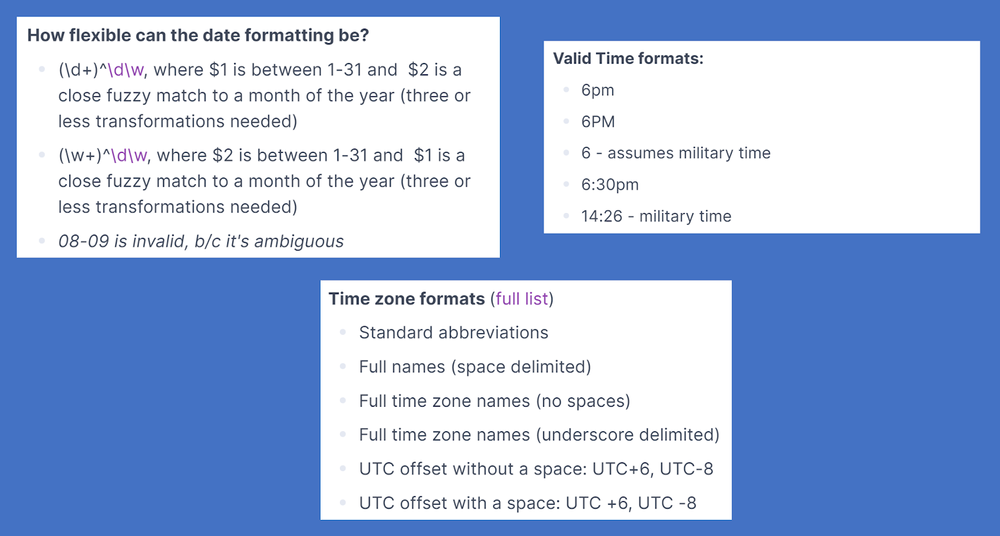 How flexible can the date formatting be?
(\d+)^\d\w, where $1 is between 1-31 and $2 is a
close fuzzy match to a month of the year (three or
less transformations needed)
(\w+)^\d\w, where $2 is between 1-31 and $1 is a
close fuzzy match to a month of the year (three or
less transformations needed)
08-09 is invalid, b/c it's ambiguous
Valid Time formats:
6pm
6PM
6 - assumes military time
6:30pm
14:26 - military time
Time zone formats (full list)
Standard abbreviations
Full names (space delimited)
Full time zone names (no spaces)
Full time zone names (underscore delimited)
UTC offset without a space: UTC+6, UTC-8
UTC offset with a space: UTC +6, UTC -8